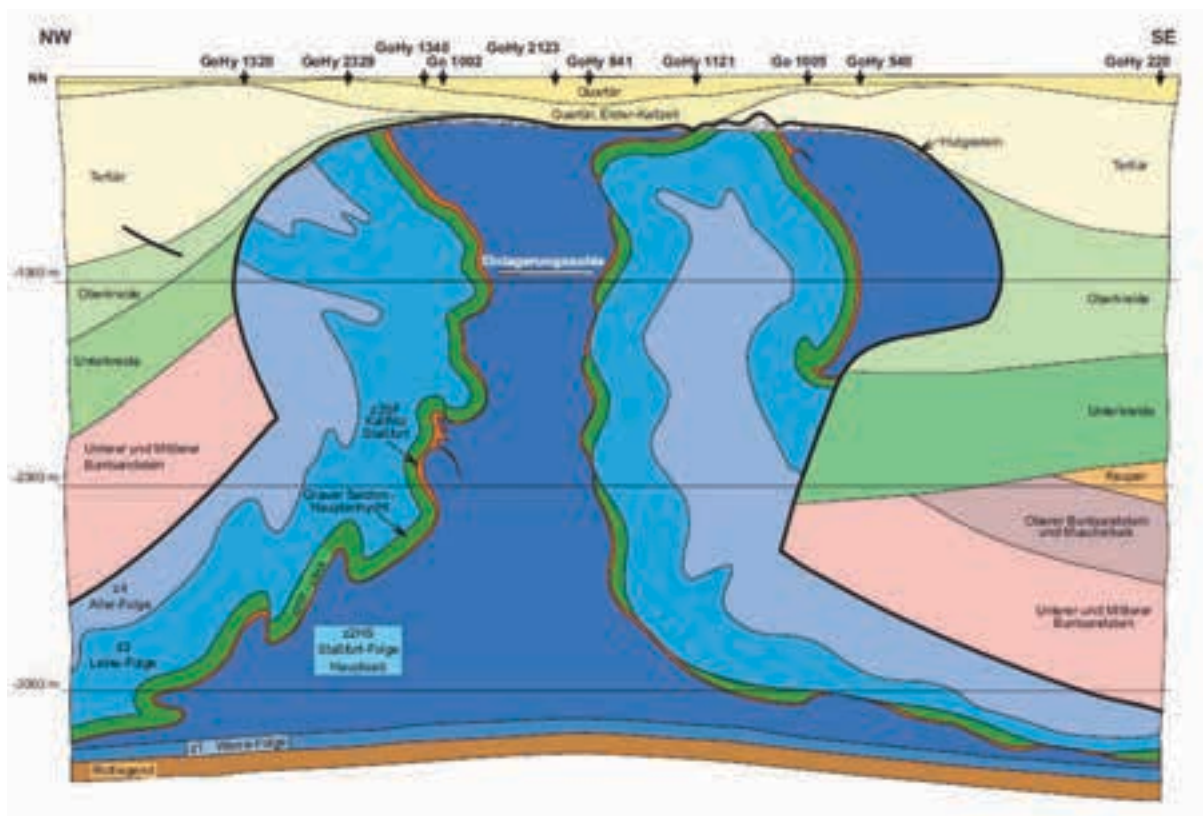 NW
SE
GoHy 1340
GoHy 2123
GoHy 1320
GoHy 2329
Go 1002
GoHy 841
GoHy 1121
Go 1005
GoHy 540
GoHy 220
NN
Quartär
Quartär, Elster-Kaltzeit
Hutgestein
Tertiär
Tertiär
Einlagerungssohle
-1000 m
Oberkreide
Oberkreide
Unterkreide
Unterkreide
z2SF
Kaliflöz
Staßfurt
Unterer und Mittlerer
Buntsandstein
-2000 m
Keuper
Grauer Salzton -
Hauptanhydrit
Oberer Buntsandstein
und Muschelkalk
z4
Aller-Folge
Unterer und Mittlerer
Buntsandstein
z3
Leine-Folge
z2HS
Staßfurt-Folge
Hauptsalz
-3000 m
z1 Werra-Folge
Rotliegend